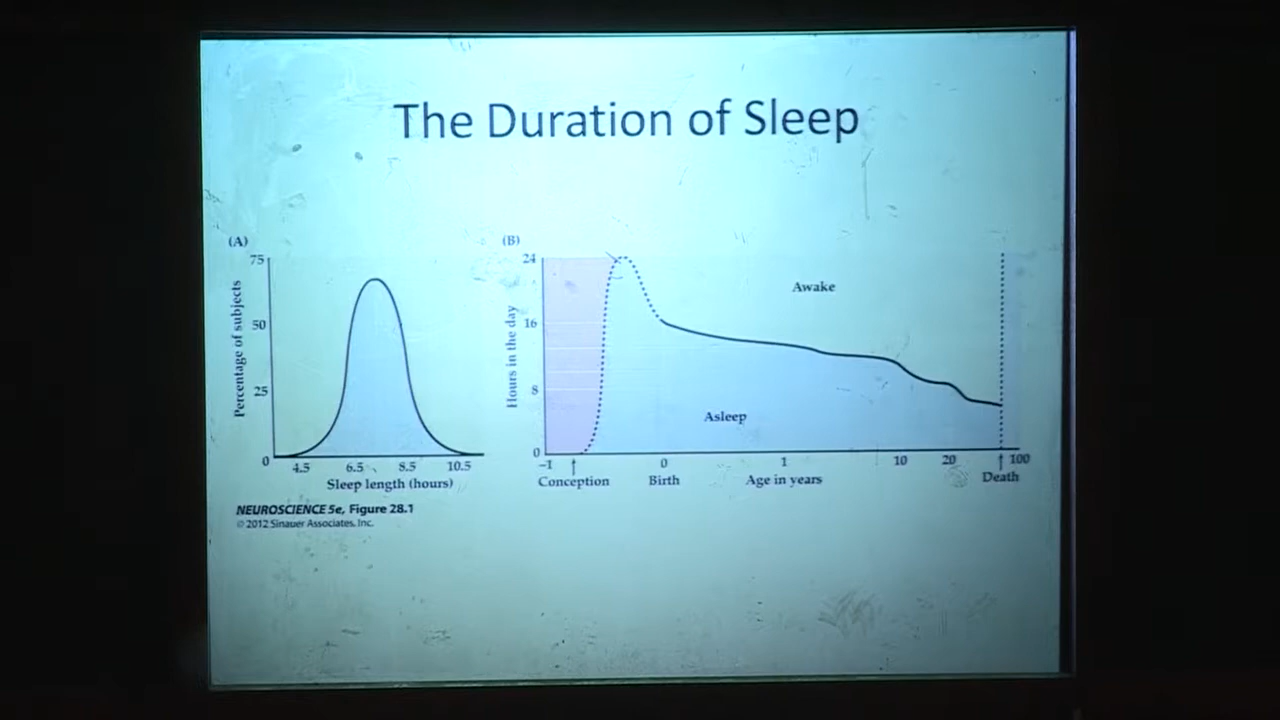 The Duration of Sleep
(A)
75
50
25
0
Percentage of subjects
4.5 6.5 8.5 10.5
Sleep length (hours)
(B)
24
16
8
0
Hours in the day
Awake
Asleep
–1 0 1 10 20 100
Conception Birth Age in years Death
NEUROSCIENCE 5e, Figure 28.1
© 2012 Sinauer Associates, Inc.